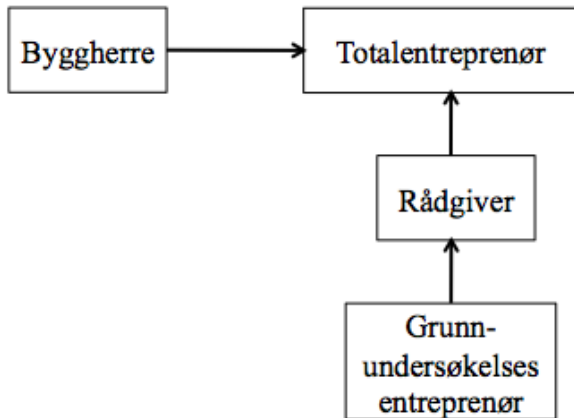 Byggherre
Totalentreprenør
Rådgiver
Grunn-
undersøkelses
entreprenør